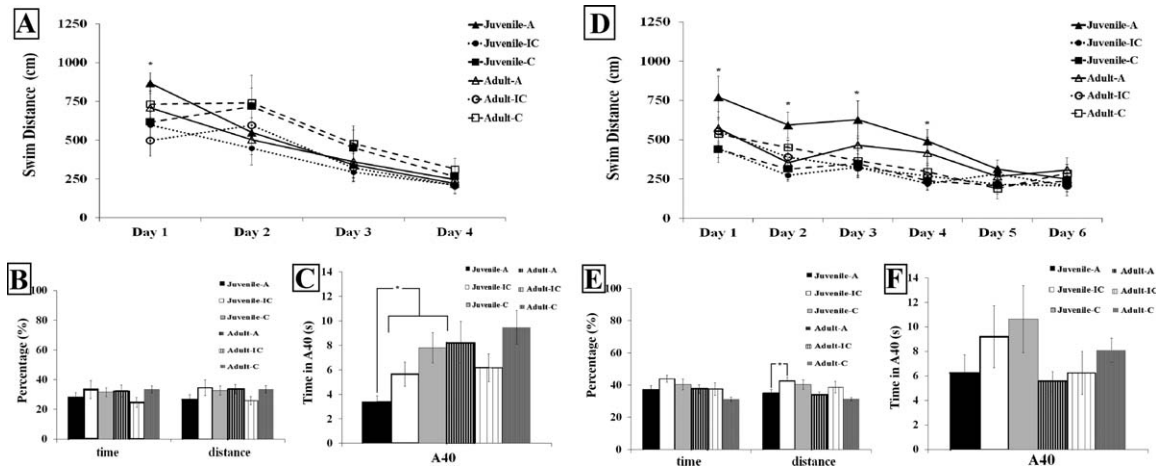 A
1250
1000
750
500
250
0
Swim Distance (cm)
*
Juvenile-A
Juvenile-IC
Juvenile-C
Adult-A
Adult-IC
Adult-C
Day 1 Day 2 Day 3 Day 4
D
1250
1000
750
500
250
0
Swim Distance (cm)
* * * *
Juvenile-A
Juvenile-IC
Juvenile-C
Adult-A
Adult-IC
Adult-C
Day 1 Day 2 Day 3 Day 4 Day 5 Day 6
B
100
80
60
40
20
0
Percentage (%)
Juvenile-A
Juvenile-IC
Juvenile-C
Adult-A
Adult-IC
Adult-C
time distance
C
14
12
10
8
6
4
2
0
Time in A40 (s)
*
Juvenile-A Adult-A
Juvenile-IC Adult-IC
Juvenile-C Adult-C
A40
E
100
80
60
40
20
0
Percentage (%)
*
Juvenile-A
Juvenile-IC
Juvenile-C
Adult-A
Adult-IC
Adult-C
time distance
F
14
12
10
8
6
4
2
0
Time in A40 (s)
Juvenile-A Adult-A
Juvenile-IC Adult-IC
Juvenile-C Adult-C
A40